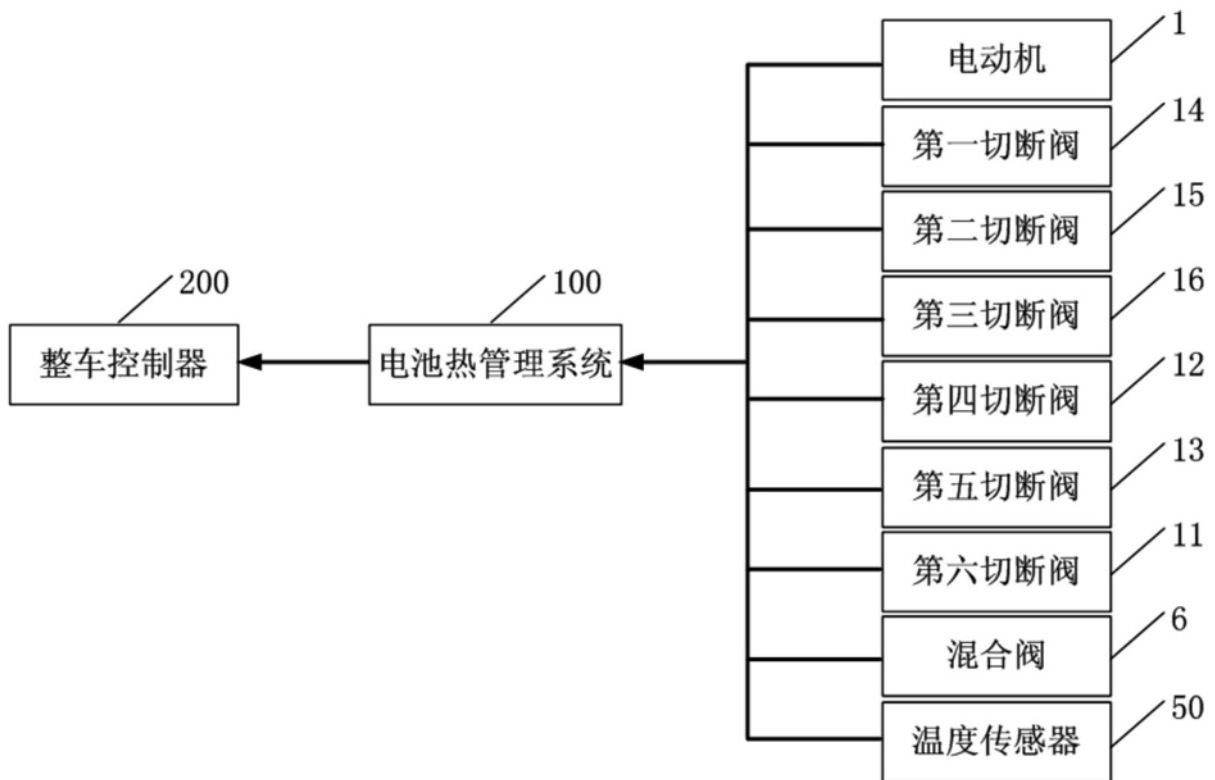 1
电动机
14
第一切断阀
15
第二切断阀
200
100
16
整车控制器
电池热管理系统
第三切断阀
12
第四切断阀
13
第五切断阀
11
第六切断阀
6
混合阀
50
温度传感器